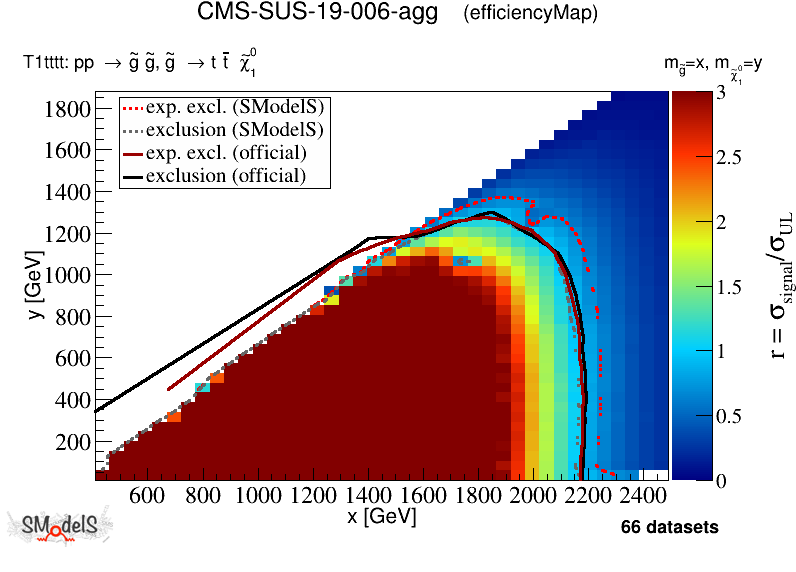 CMS-SUS-19-006-agg (efficiencyMap)
T1tttt: pp → g̃ g̃, g̃ → t t̄ χ̃₁⁰
m_g̃=x, m_χ̃₁⁰=y
exp. excl. (SModelS)
exclusion (SModelS)
exp. excl. (official)
exclusion (official)
1800
1600
1400
1200
1000
800
600
400
200
y [GeV]
3
2.5
2
1.5
1
0.5
0
r = σ_signal/σ_UL
600 800 1000 1200 1400 1600 1800 2000 2200 2400
x [GeV]
SModelS
66 datasets